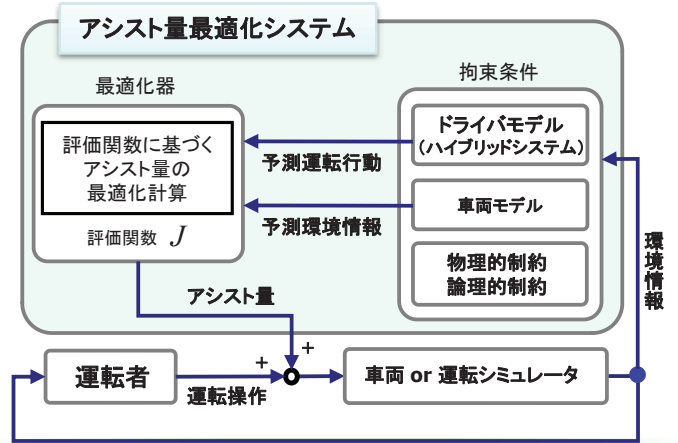 アシスト量最適化システム
最適化器
拘束条件
評価関数に基づく
アシスト量の
最適化計算
評価関数 J
ドライバモデル
(ハイブリッドシステム)
予測運転行動
車両モデル
予測環境情報
物理的制約
論理的制約
環境情報
アシスト量
+
+
運転者
運転操作
車両 or 運転シミュレータ